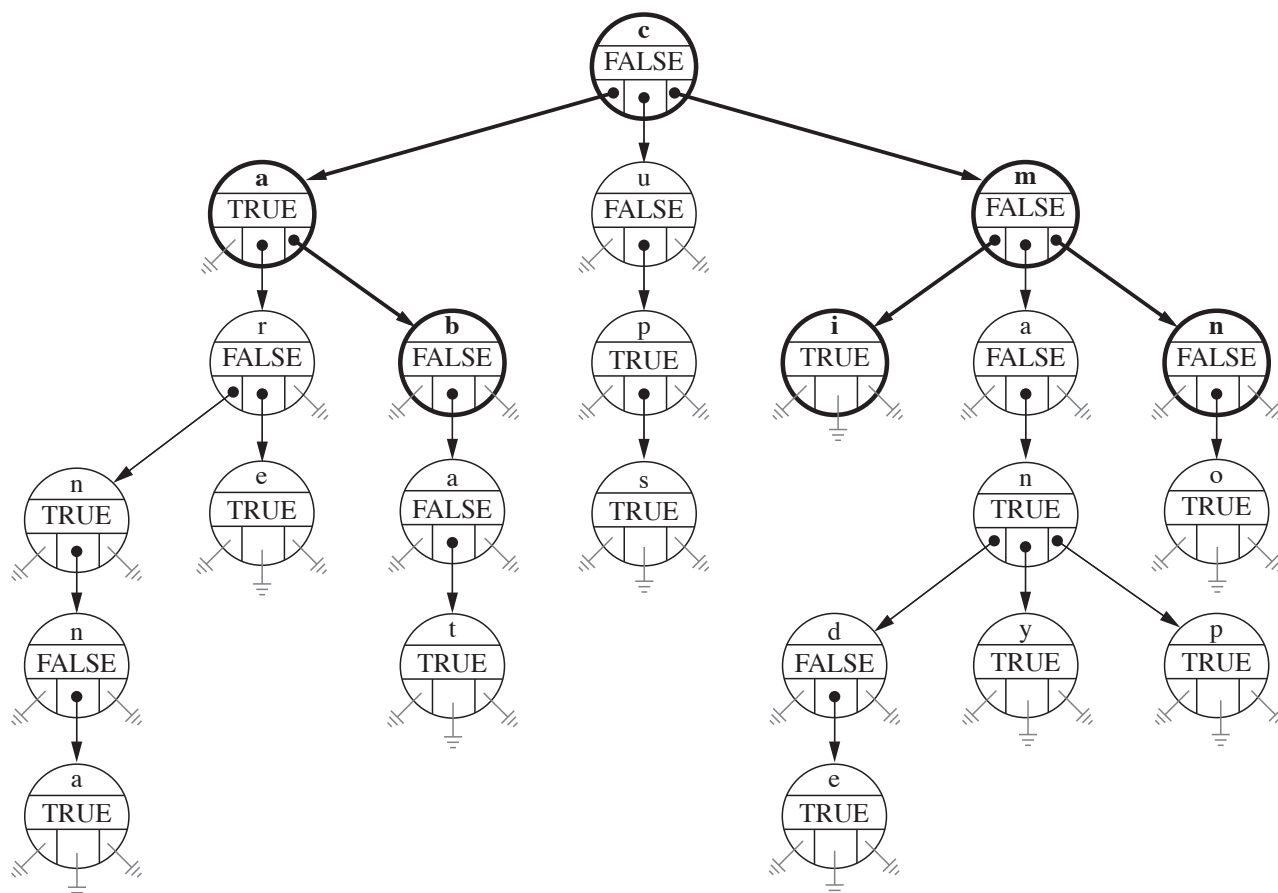 c
FALSE
a
TRUE
u
FALSE
m
FALSE
r
FALSE
b
FALSE
p
TRUE
i
TRUE
a
FALSE
n
FALSE
n
TRUE
e
TRUE
a
FALSE
s
TRUE
n
TRUE
o
TRUE
n
FALSE
t
TRUE
d
FALSE
y
TRUE
p
TRUE
a
TRUE
e
TRUE